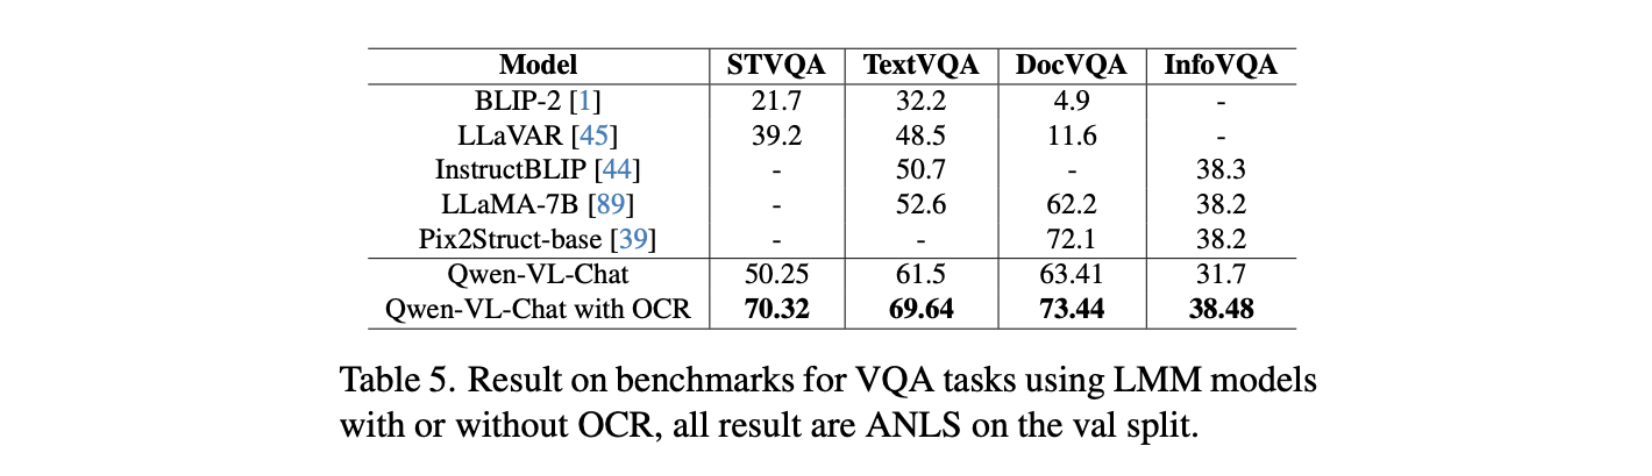 Model STVQA TextVQA DocVQA InfoVQA
BLIP-2 [1] 21.7 32.2 4.9 -
LLaVAR [45] 39.2 48.5 11.6 -
InstructBLIP [44] - 50.7 - 38.3
LLaMA-7B [89] - 52.6 62.2 38.2
Pix2Struct-base [39] - - 72.1 38.2
Qwen-VL-Chat 50.25 61.5 63.41 31.7
Qwen-VL-Chat with OCR 70.32 69.64 73.44 38.48
Table 5. Result on benchmarks for VQA tasks using LMM models
with or without OCR, all result are ANLS on the val split.